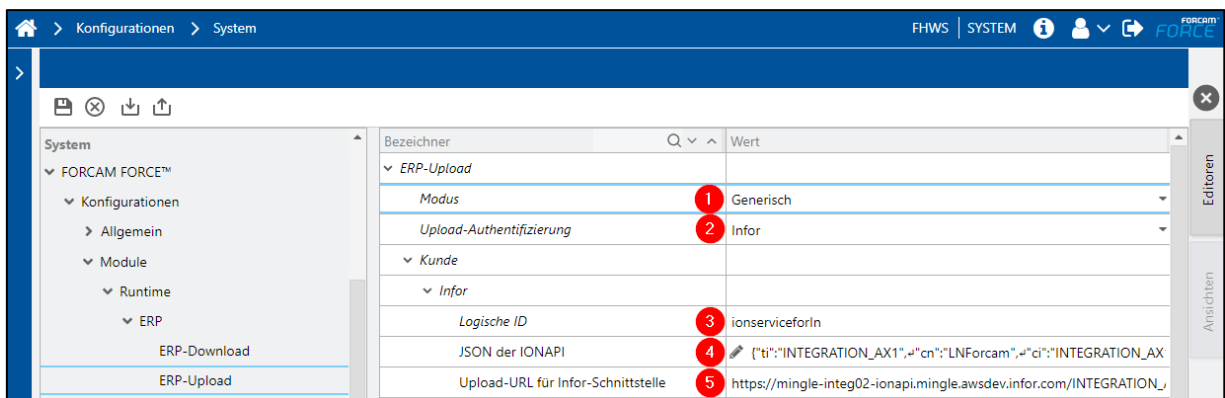 Konfigurationen System FHWS SYSTEM FORCAM FORCE
System Bezeichner Wert
FORCAM FORCE™ ERP-Upload
Konfigurationen Modus 1 Generisch
Allgemein Upload-Authentifizierung 2 Infor
Module Kunde
Runtime Infor
ERP Logische ID 3 ionserviceforln
ERP-Download JSON der IONAPI 4 {"ti":"INTEGRATION_AX1",↵"cn":"LNForcam",↵"ci":"INTEGRATION_AX
ERP-Upload Upload-URL für Infor-Schnittstelle 5 https://mingle-integ02-ionapi.mingle.awsdev.infor.com/INTEGRATION_
Editoren
Ansichten